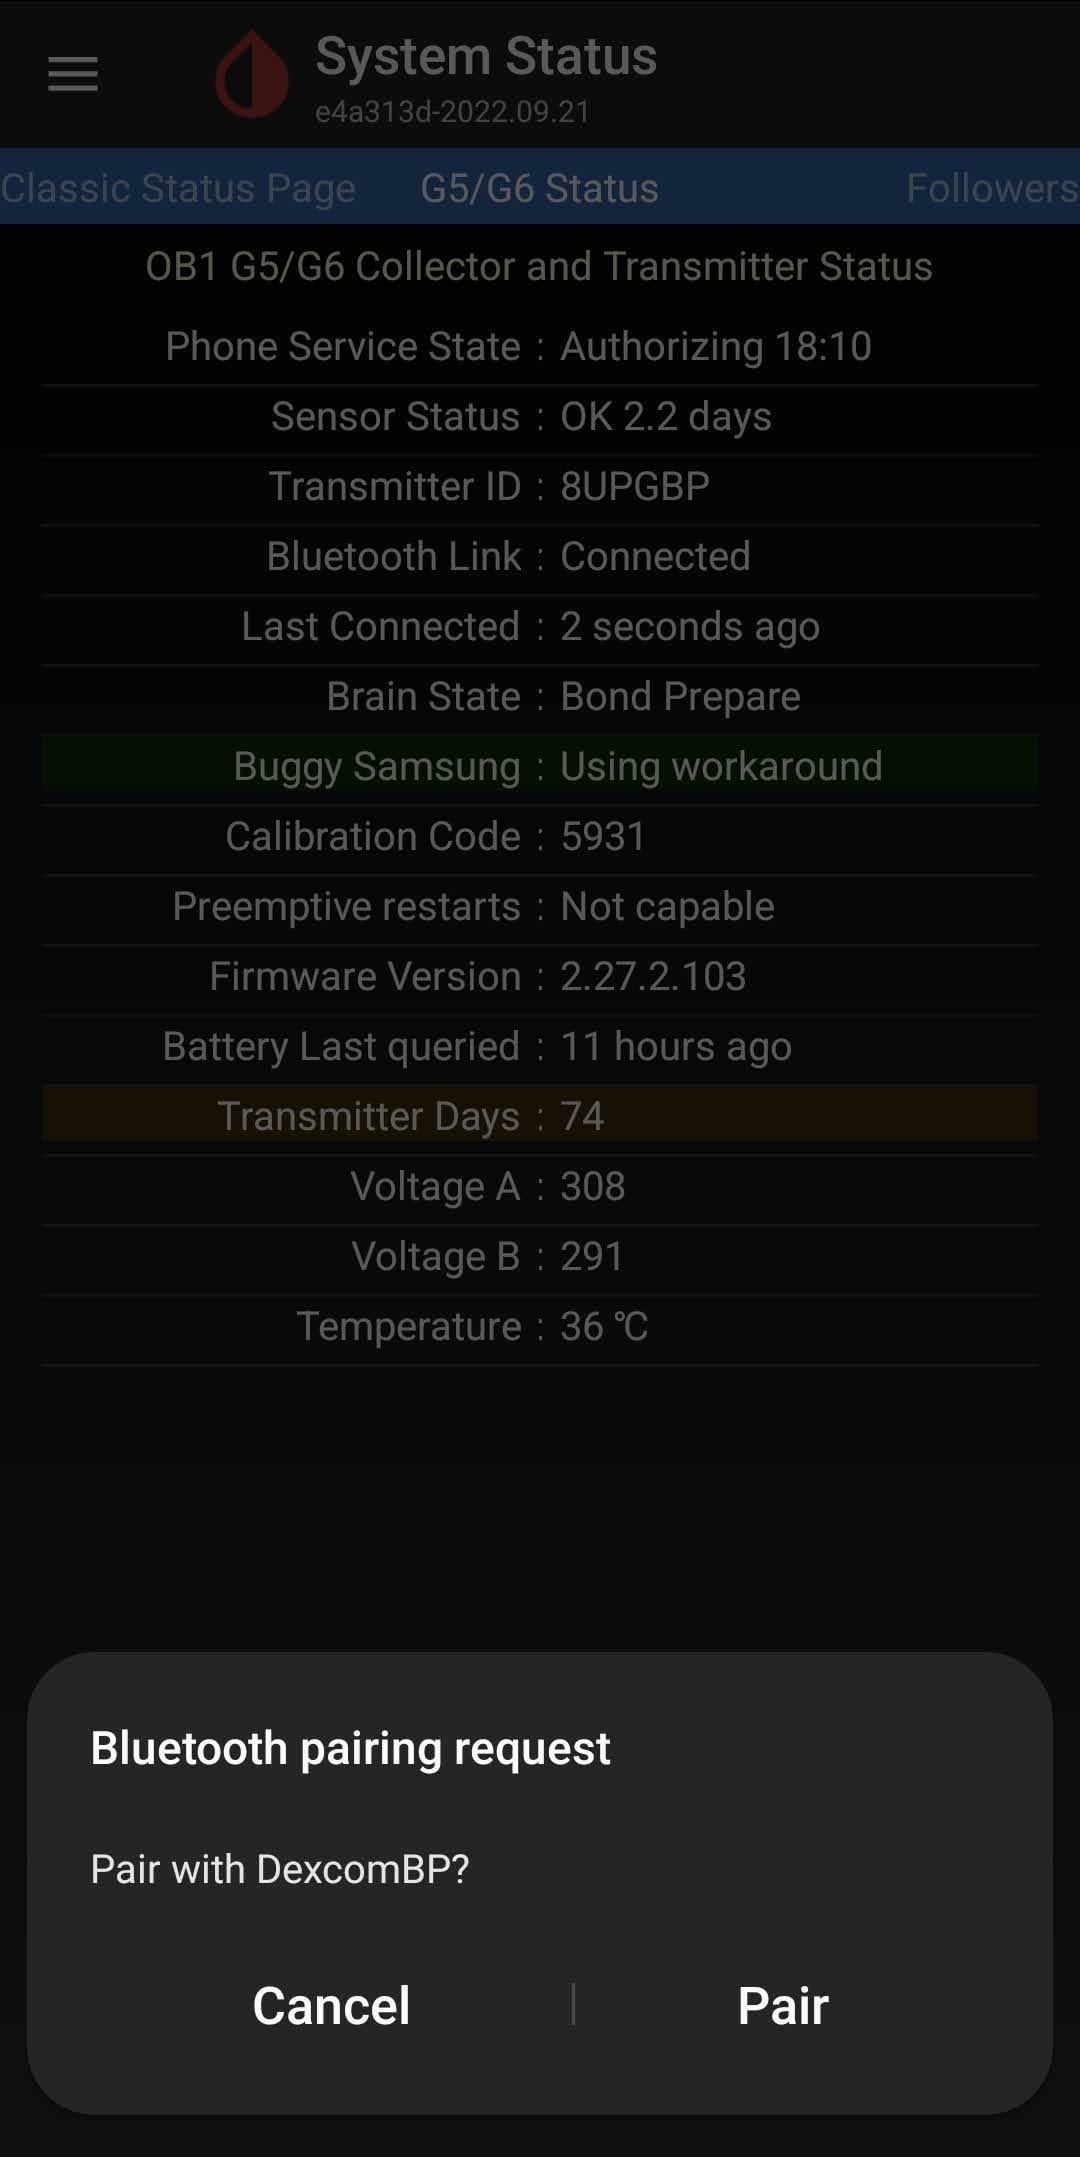 System Status
e4a313d-2022.09.21
Classic Status Page G5/G6 Status Followers
OB1 G5/G6 Collector and Transmitter Status
Phone Service State : Authorizing 18:10
Sensor Status : OK 2.2 days
Transmitter ID : 8UPGBP
Bluetooth Link : Connected
Last Connected : 2 seconds ago
Brain State : Bond Prepare
Buggy Samsung : Using workaround
Calibration Code : 5931
Preemptive restarts : Not capable
Firmware Version : 2.27.2.103
Battery Last queried : 11 hours ago
Transmitter Days : 74
Voltage A : 308
Voltage B : 291
Temperature : 36 ℃
Bluetooth pairing request
Pair with DexcomBP?
Cancel | Pair